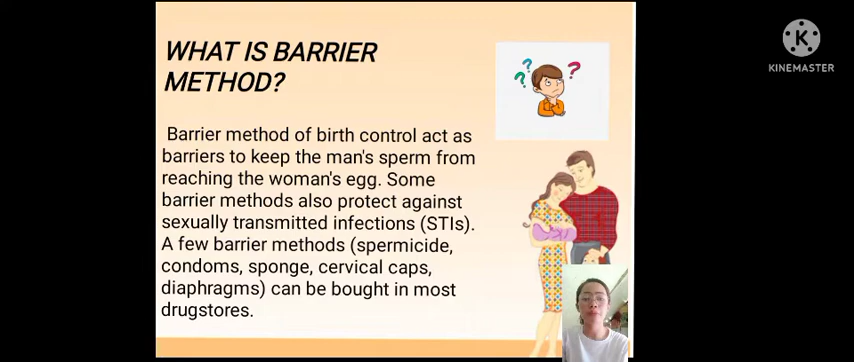 WHAT IS BARRIER
METHOD?
Barrier method of birth control act as
barriers to keep the man's sperm from
reaching the woman's egg. Some
barrier methods also protect against
sexually transmitted infections (STIs).
A few barrier methods (spermicide,
condoms, sponge, cervical caps,
diaphragms) can be bought in most
drugstores.
? ? ?
K
KINEMASTER